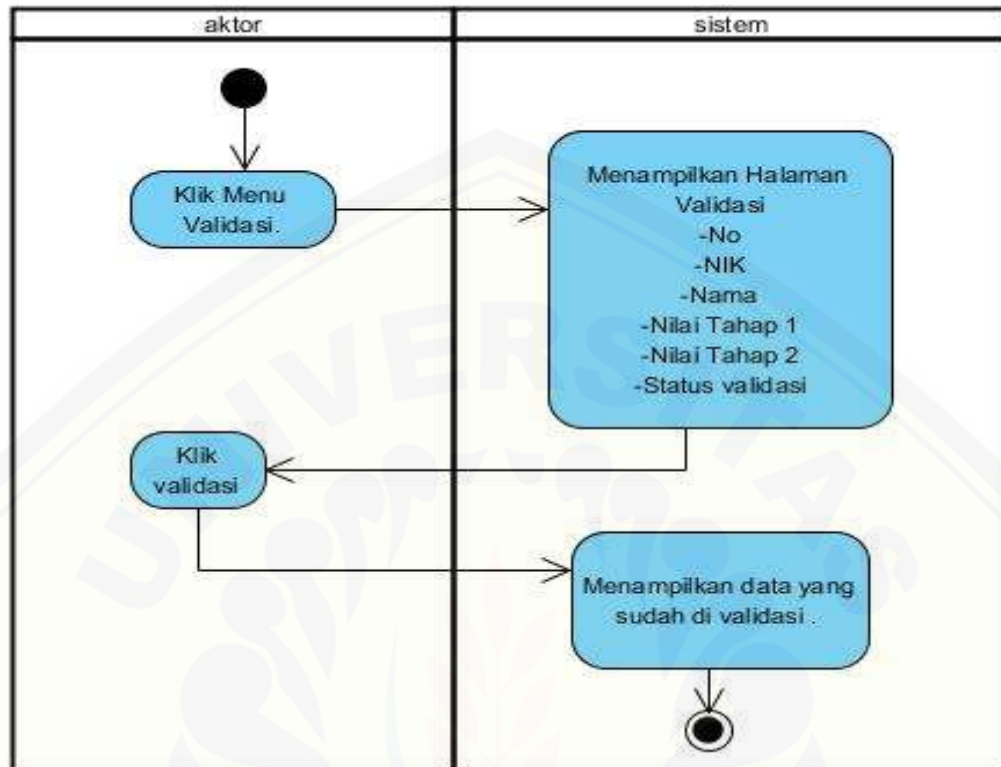 aktor
sistem
Klik Menu
Validasi.
Menampilkan Halaman
Validasi
-No
-NIK
-Nama
-Nilai Tahap 1
-Nilai Tahap 2
-Status validasi
Klik
validasi
Menampilkan data yang
sudah di validasi .
UNIVERSITAS